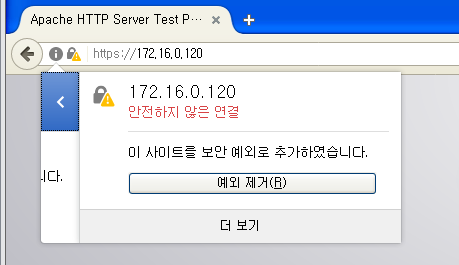 Apache HTTP Server Test P…
https://172.16.0.120
172.16.0.120
안전하지 않은 연결
이 사이트를 보안 예외로 추가하였습니다.
니다.
예외 제거(R)
더 보기